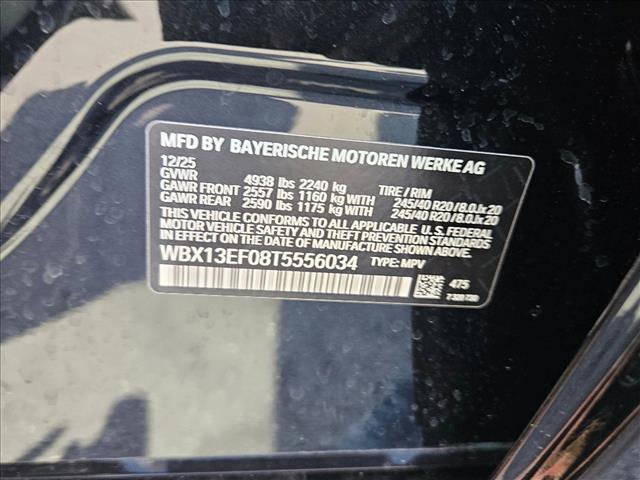 MFD BY BAYERISCHE MOTOREN WERKE AG
12/25
GVWR 4938 lbs 2240 kg TIRE / RIM
GAWR FRONT 2557 lbs 1160 kg WITH 245/40 R20 / 8.0Jx20
GAWR REAR 2590 lbs 1175 kg WITH 245/40 R20 / 8.0Jx20
THIS VEHICLE CONFORMS TO ALL APPLICABLE U. S. FEDERAL
MOTOR VEHICLE SAFETY AND THEFT PREVENTION STANDARDS
IN EFFECT ON THE DATE OF MANUFACTURE SHOWN ABOVE.
WBX13EF08T5556034 TYPE: MPV
475